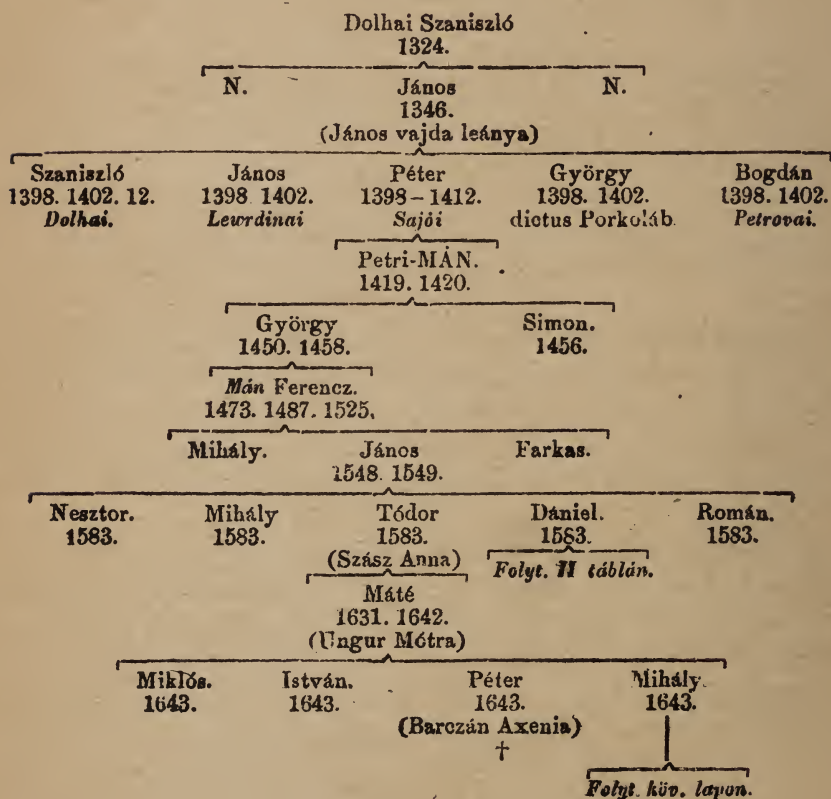 Dolhai Szaniszló
1324.
N. János N.
1346.
(János vajda leánya)
Szaniszló János Péter György Bogdán
1398. 1402. 12. 1398 1402. 1398–1412. 1398. 1402. 1398. 1402.
Dolhai. Lewrdinai Sajói dictus Porkoláb. Petrovai.
Petri-MÁN.
1419. 1420.
György Simon.
1450. 1458. 1456.
Mán Ferencz.
1473. 1487. 1525.
Mihály. János Farkas.
1548. 1549.
Nesztor. Mihály Tódor Dániel. Román.
1583. 1583. 1583. 1583. 1583.
(Szász Anna) Folyt. II táblán.
Máté
1631. 1642.
(Ungur Mótra)
Miklós. István. Péter Mihály.
1643. 1643. 1643. 1643.
(Barczán Axenia)
†
Folyt. köv. lapon.